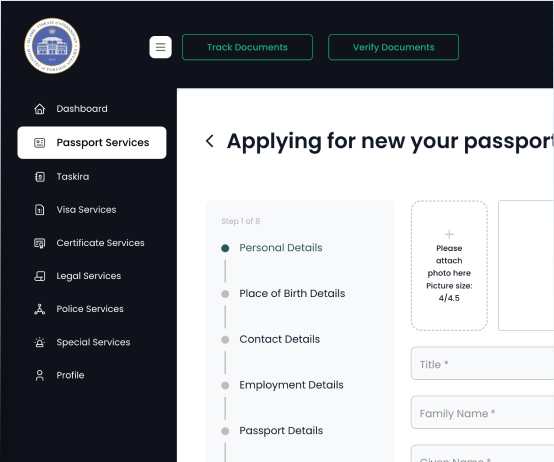 Track Documents
Verify Documents
Dashboard
Passport Services
Taskira
Visa Services
Certificate Services
Legal Services
Police Services
Special Services
Profile
Applying for new your passport
Step 1 of 8
Personal Details
Place of Birth Details
Contact Details
Employment Details
Passport Details
+
Please
attach
photo here
Picture size:
4/4.5
Title *
Family Name *
Given Name *